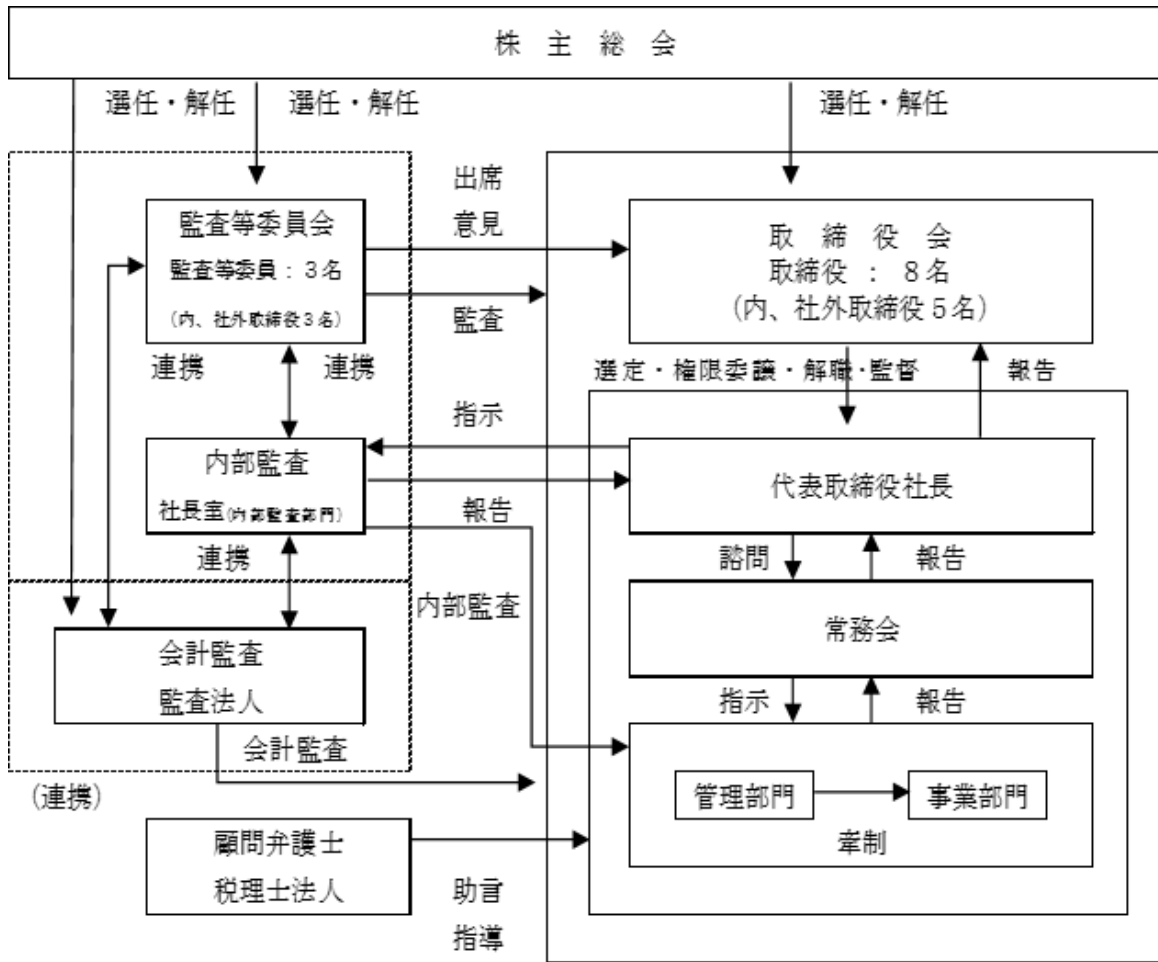 株 主 総 会
選任・解任
選任・解任
選任・解任
出席
意見
監査等委員会
監査等委員：３名
(内、社外取締役３名)
取 締 役 会
取締役 ： 8名
(内、社外取締役５名)
監査
連携
連携
選定・権限委譲・解職・監督
報告
指示
内部監査
社長室(内部監査部門)
代表取締役社長
報告
連携
諮問
報告
内部監査
常務会
会計監査
監査法人
指示
報告
会計監査
(連携)
管理部門
事業部門
牽制
顧問弁護士
税理士法人
助言
指導